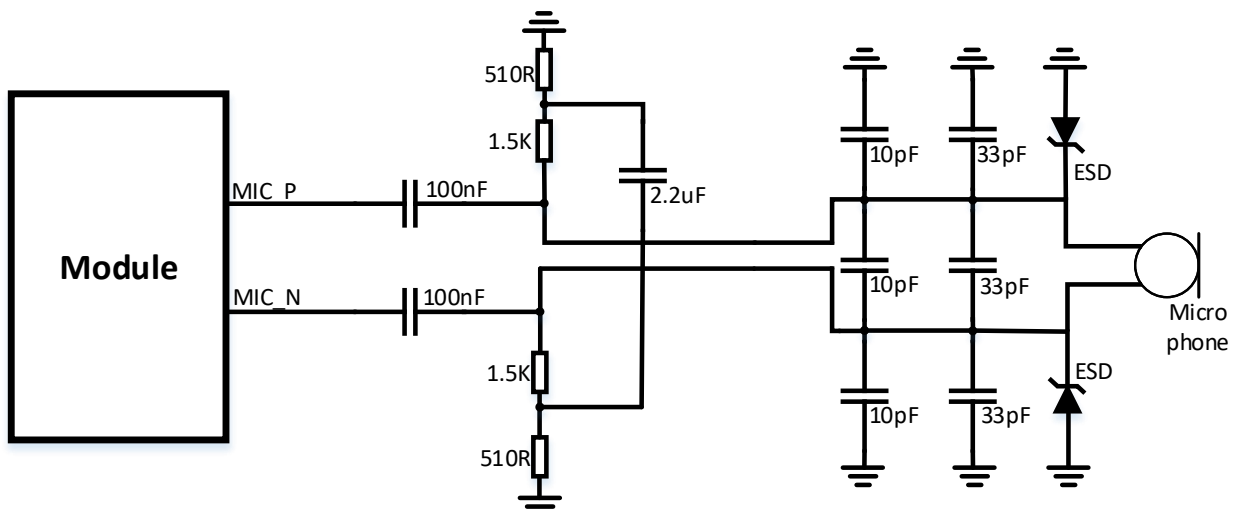 510R
1.5K
10pF
33pF
ESD
MIC_P
100nF
2.2uF
Module
10pF
33pF
MIC_N
100nF
Micro
phone
1.5K
ESD
10pF
33pF
510R